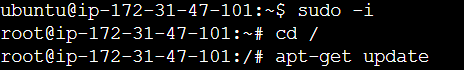 ubuntu@ip-172-31-47-101:~$ sudo -i
root@ip-172-31-47-101:~# cd /
root@ip-172-31-47-101:/# apt-get update